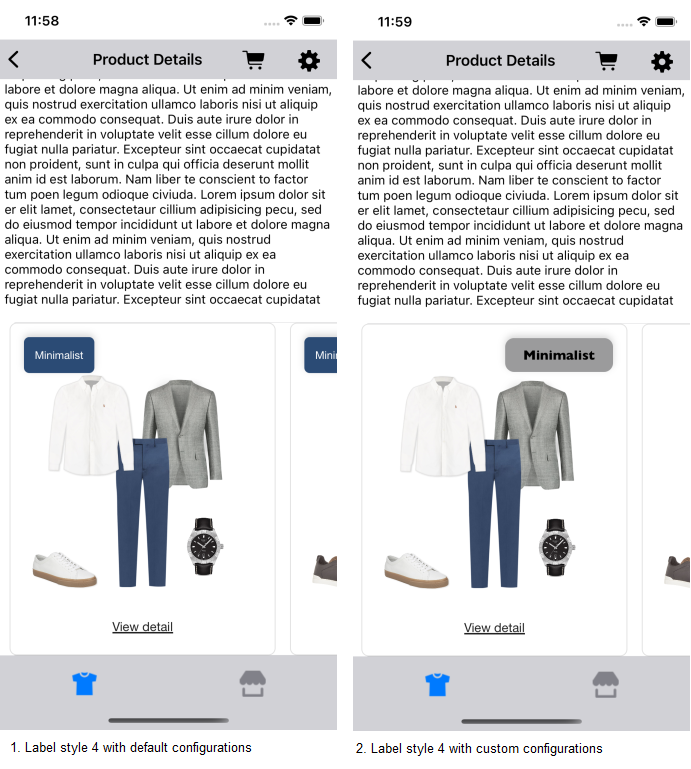 11:58
Product Details
labore et dolore magna aliqua. Ut enim ad minim veniam,
quis nostrud exercitation ullamco laboris nisi ut aliquip
ex ea commodo consequat. Duis aute irure dolor in
reprehenderit in voluptate velit esse cillum dolore eu
fugiat nulla pariatur. Excepteur sint occaecat cupidatat
non proident, sunt in culpa qui officia deserunt mollit
anim id est laborum. Nam liber te conscient to factor
tum poen legum odioque civiuda. Lorem ipsum dolor sit
er elit lamet, consectetaur cillium adipisicing pecu, sed
do eiusmod tempor incididunt ut labore et dolore magna
aliqua. Ut enim ad minim veniam, quis nostrud
exercitation ullamco laboris nisi ut aliquip ex ea
commodo consequat. Duis aute irure dolor in
reprehenderit in voluptate velit esse cillum dolore eu
fugiat nulla pariatur. Excepteur sint occaecat cupidatat
Minimalist
Mini
View detail
1. Label style 4 with default configurations
11:59
Product Details
labore et dolore magna aliqua. Ut enim ad minim veniam,
quis nostrud exercitation ullamco laboris nisi ut aliquip
ex ea commodo consequat. Duis aute irure dolor in
reprehenderit in voluptate velit esse cillum dolore eu
fugiat nulla pariatur. Excepteur sint occaecat cupidatat
non proident, sunt in culpa qui officia deserunt mollit
anim id est laborum. Nam liber te conscient to factor
tum poen legum odioque civiuda. Lorem ipsum dolor sit
er elit lamet, consectetaur cillium adipisicing pecu, sed
do eiusmod tempor incididunt ut labore et dolore magna
aliqua. Ut enim ad minim veniam, quis nostrud
exercitation ullamco laboris nisi ut aliquip ex ea
commodo consequat. Duis aute irure dolor in
reprehenderit in voluptate velit esse cillum dolore eu
fugiat nulla pariatur. Excepteur sint occaecat cupidatat
Minimalist
View detail
2. Label style 4 with custom configurations